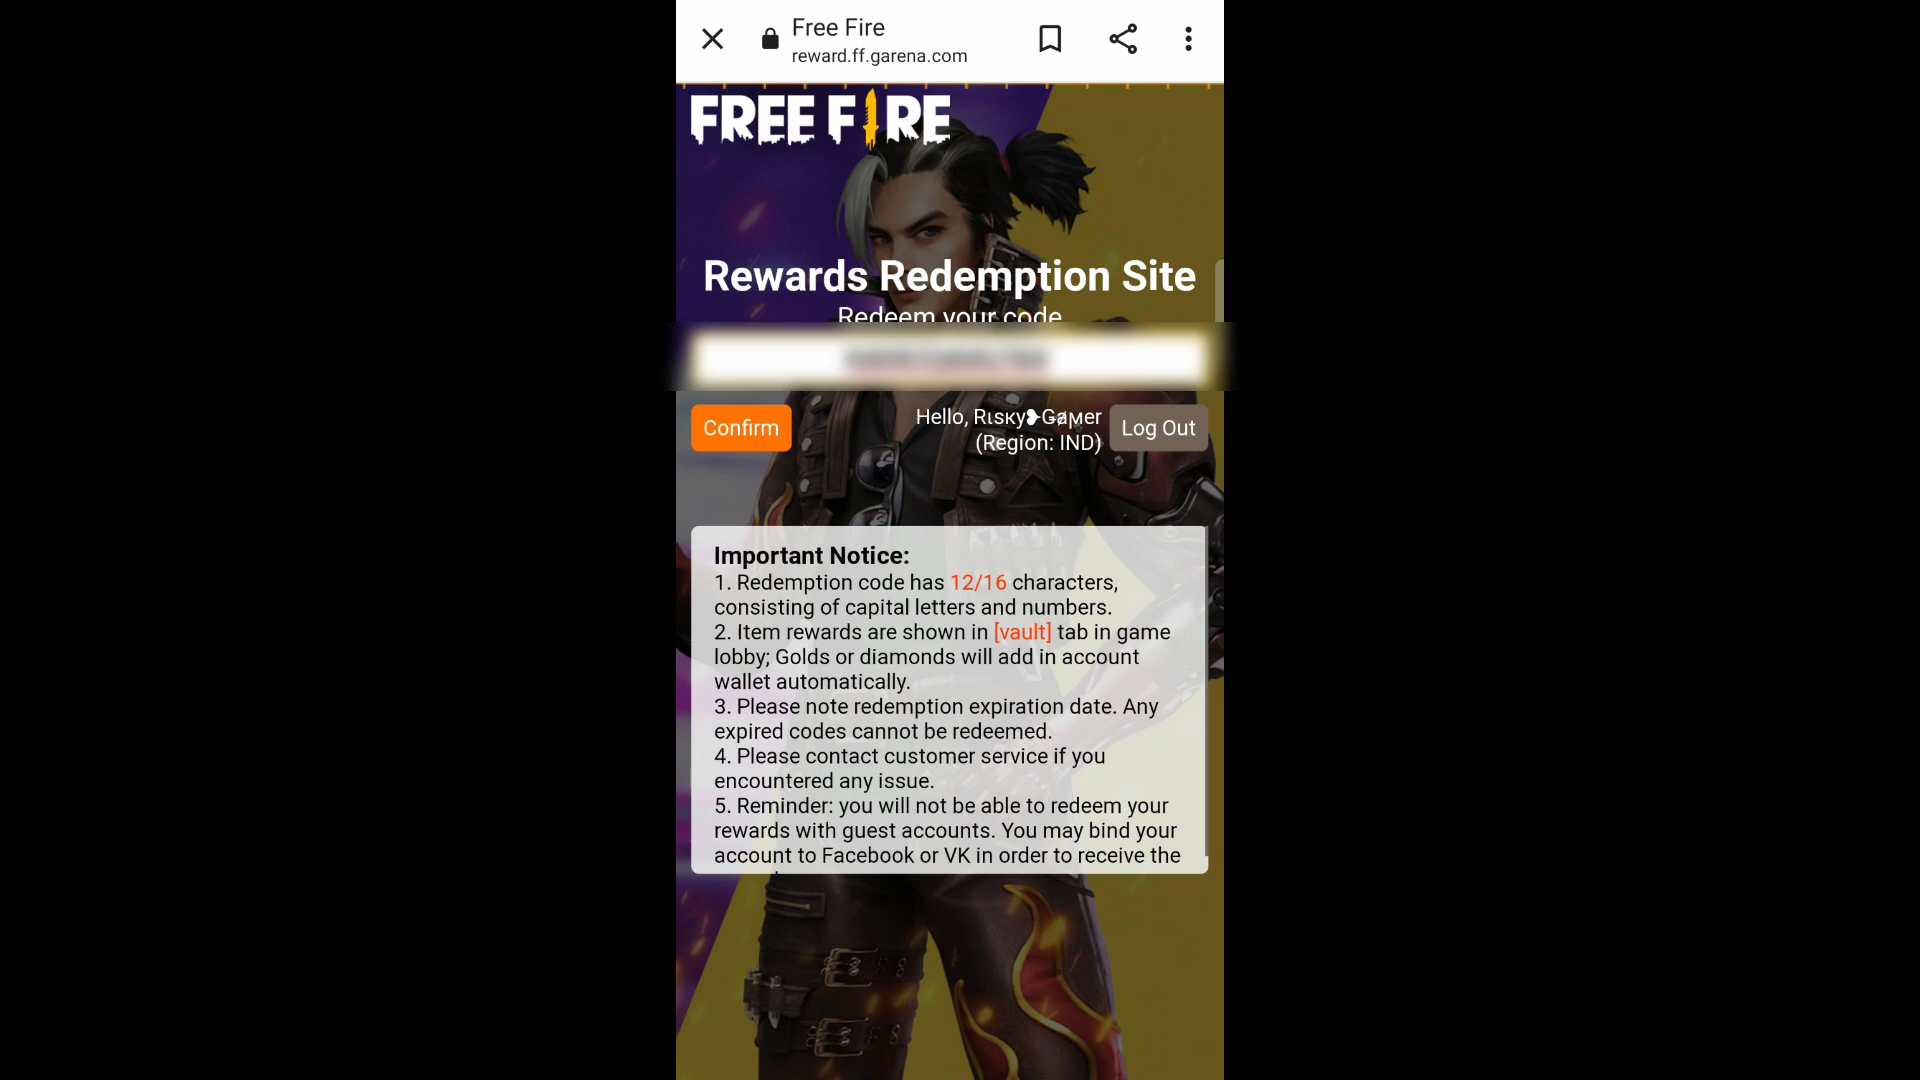 Free Fire
reward.ff.garena.com
FREE FIRE
Rewards Redemption Site
Redeem your code
Confirm
Hello, Rιsκy❥G̶a̷мer
(Region: IND)
Log Out
Important Notice:
1. Redemption code has 12/16 characters,
consisting of capital letters and numbers.
2. Item rewards are shown in [vault] tab in game
lobby; Golds or diamonds will add in account
wallet automatically.
3. Please note redemption expiration date. Any
expired codes cannot be redeemed.
4. Please contact customer service if you
encountered any issue.
5. Reminder: you will not be able to redeem your
rewards with guest accounts. You may bind your
account to Facebook or VK in order to receive the